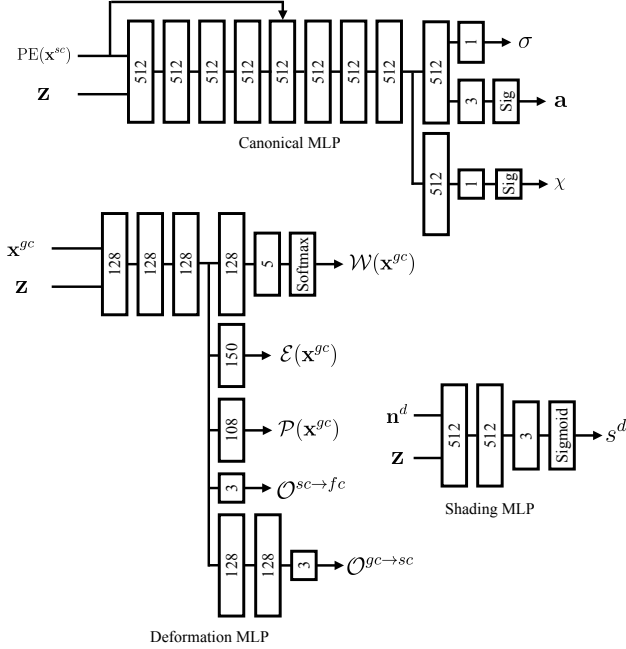 PE(x^{sc})
z
512 512 512 512 512 512 512 512
512 1 σ
3 Sig a
512 1 Sig χ
Canonical MLP
x^{gc}
z
128 128 128
128 5 Softmax 𝒲(x^{gc})
150 ℰ(x^{gc})
108 𝒫(x^{gc})
3 𝒪^{sc→fc}
128 128 3 𝒪^{gc→sc}
Deformation MLP
n^d
z
512 512 3 Sigmoid s^d
Shading MLP